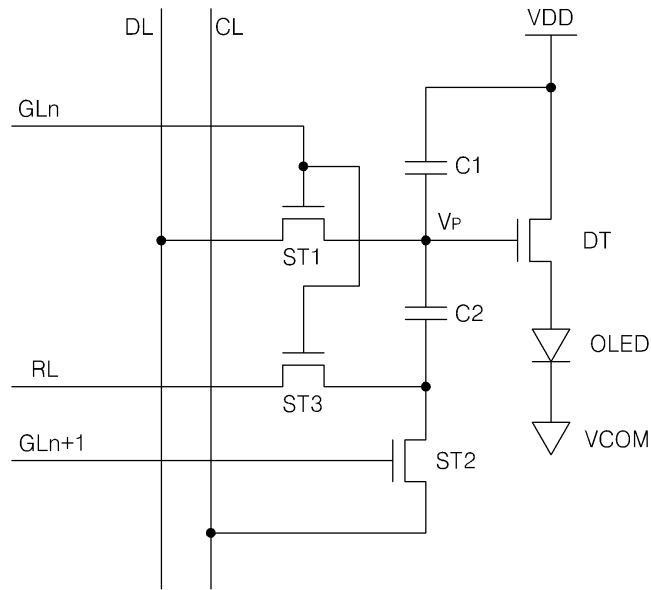 VDD
DL
CL
GLn
C1
VP
ST1
DT
C2
OLED
RL
ST3
GLn+1
ST2
VCOM